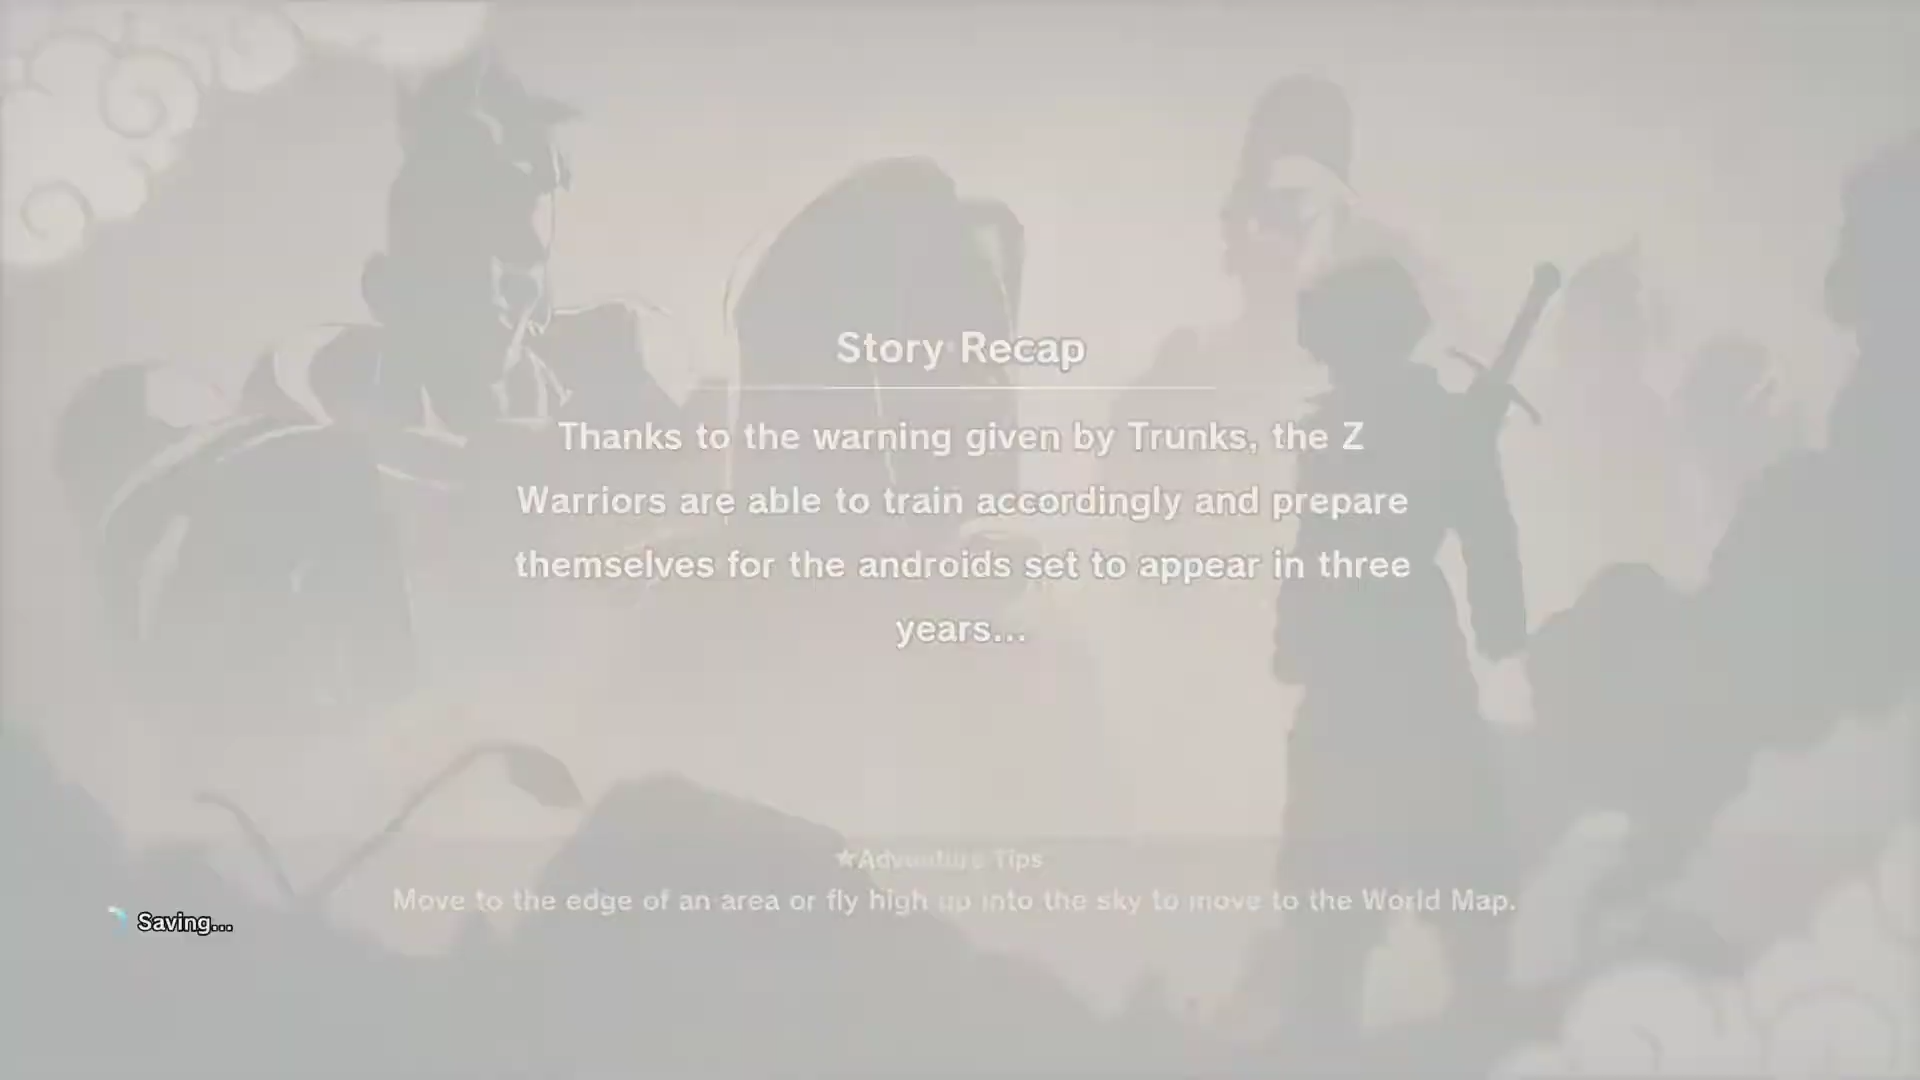 Story Recap
Thanks to the warning given by Trunks, the Z
Warriors are able to train accordingly and prepare
themselves for the androids set to appear in three
years...
★Adventure Tips
Move to the edge of an area or fly high up into the sky to move to the World Map.
Saving...